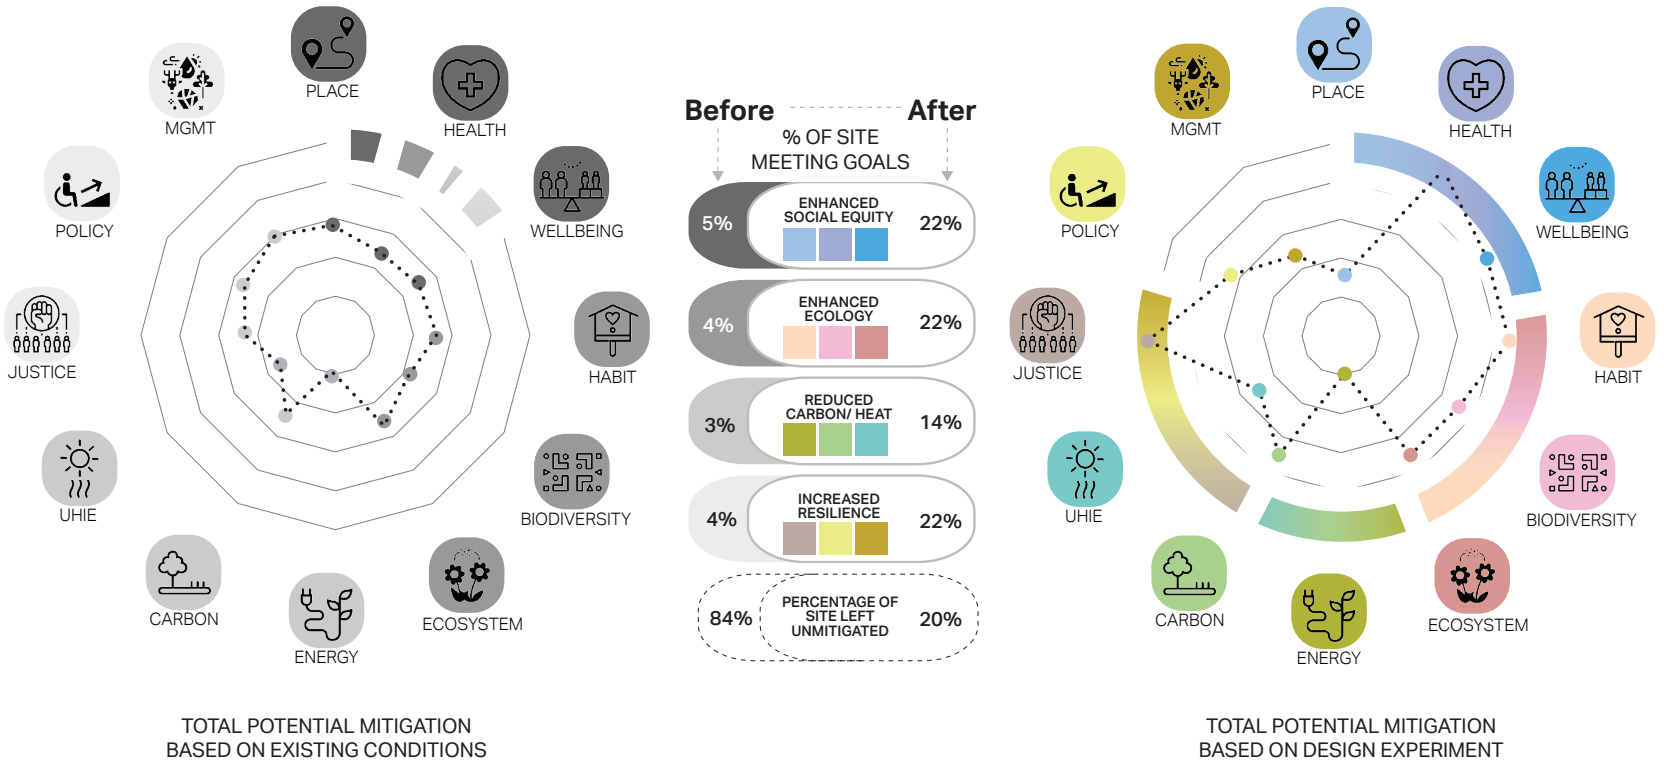 PLACE
HEALTH
MGMT
WELLBEING
POLICY
JUSTICE
HABIT
UHIE
BIODIVERSITY
CARBON
ECOSYSTEM
ENERGY
TOTAL POTENTIAL MITIGATION
BASED ON EXISTING CONDITIONS
Before
After
% OF SITE
MEETING GOALS
5%
ENHANCED
SOCIAL EQUITY
22%
4%
ENHANCED
ECOLOGY
22%
3%
REDUCED
CARBON/ HEAT
14%
4%
INCREASED
RESILIENCE
22%
84%
PERCENTAGE OF
SITE LEFT
UNMITIGATED
20%
PLACE
HEALTH
MGMT
WELLBEING
POLICY
JUSTICE
HABIT
UHIE
BIODIVERSITY
CARBON
ECOSYSTEM
ENERGY
TOTAL POTENTIAL MITIGATION
BASED ON DESIGN EXPERIMENT